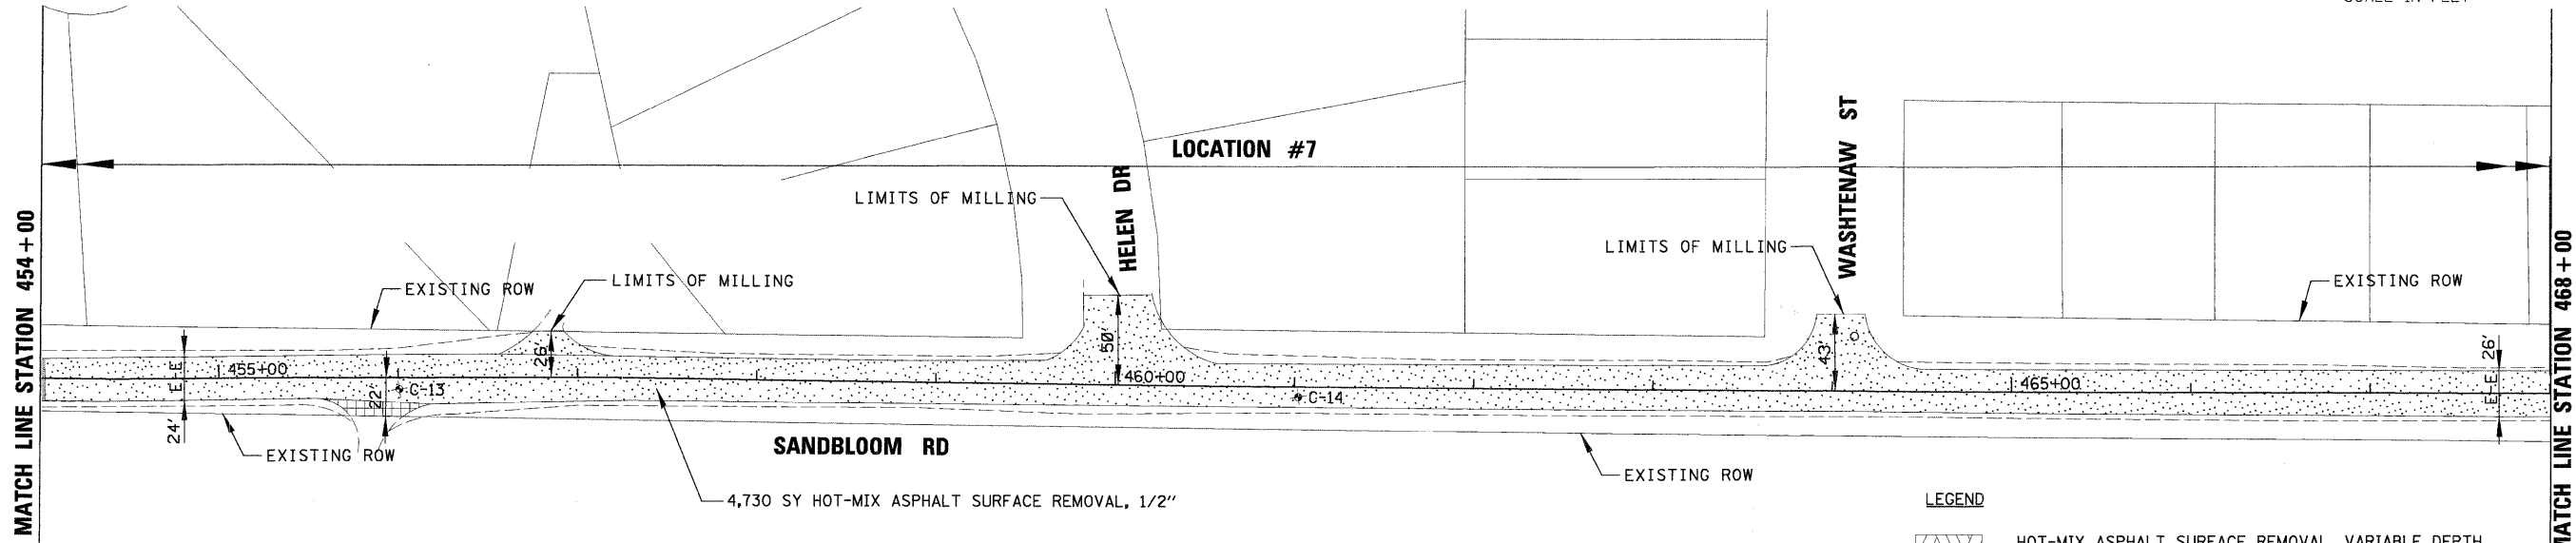 SCALE IN FEET
MATCH LINE STATION 454+00
LOCATION #7
LIMITS OF MILLING
HELEN DR
WASHTENAW ST
LIMITS OF MILLING
EXISTING ROW
LIMITS OF MILLING
EXISTING ROW
50'
43'
26'
26'
E-E
455+00
22'
C-13
460+00
C-14
465+00
E-E
24'
EXISTING ROW
SANDBLOOM RD
EXISTING ROW
4,730 SY HOT-MIX ASPHALT SURFACE REMOVAL, 1/2"
LEGEND
HOT-MIX ASPHALT SURFACE REMOVAL, VARIABLE DEPTH
MATCH LINE STATION 468+00